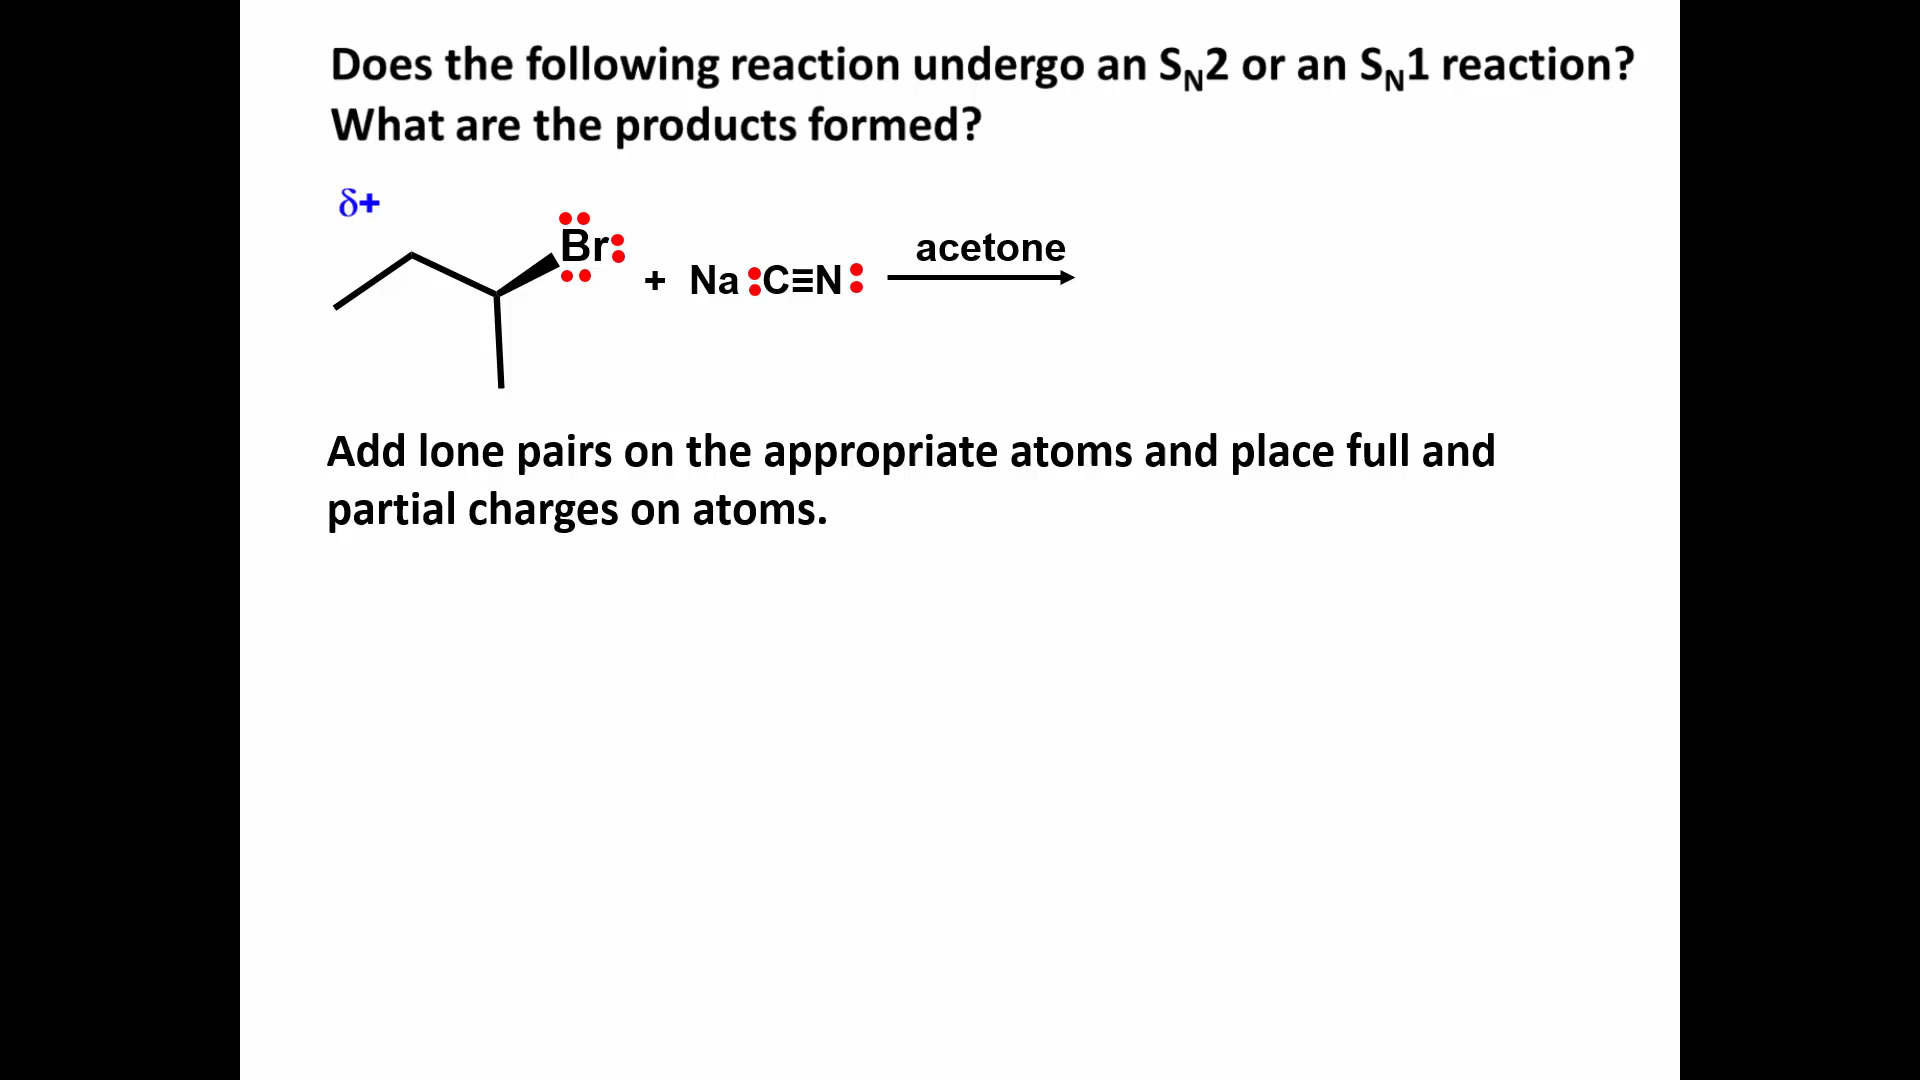 Does the following reaction undergo an SN2 or an SN1 reaction?
What are the products formed?
δ+
Br
+ Na C≡N
acetone
Add lone pairs on the appropriate atoms and place full and
partial charges on atoms.